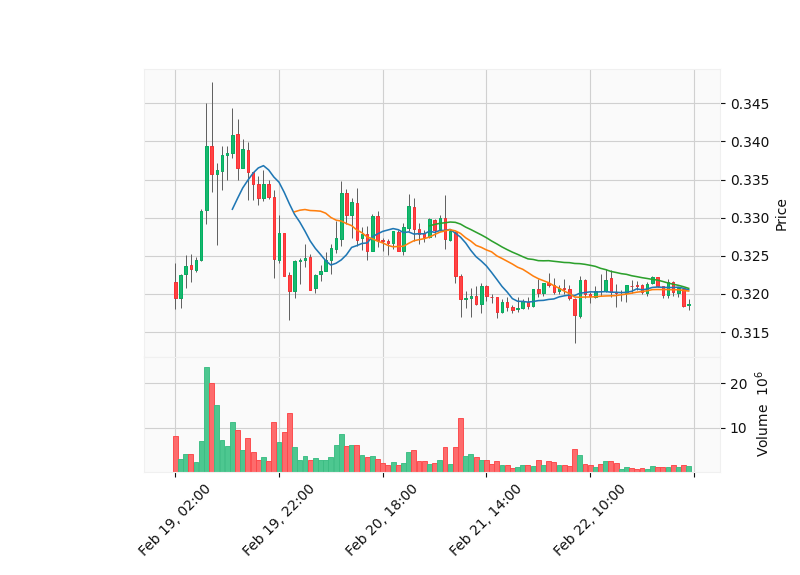 0.345
0.340
0.335
0.330
0.325
0.320
0.315
Price
20
10
Volume 10^6
Feb 19, 02:00
Feb 19, 22:00
Feb 20, 18:00
Feb 21, 14:00
Feb 22, 10:00